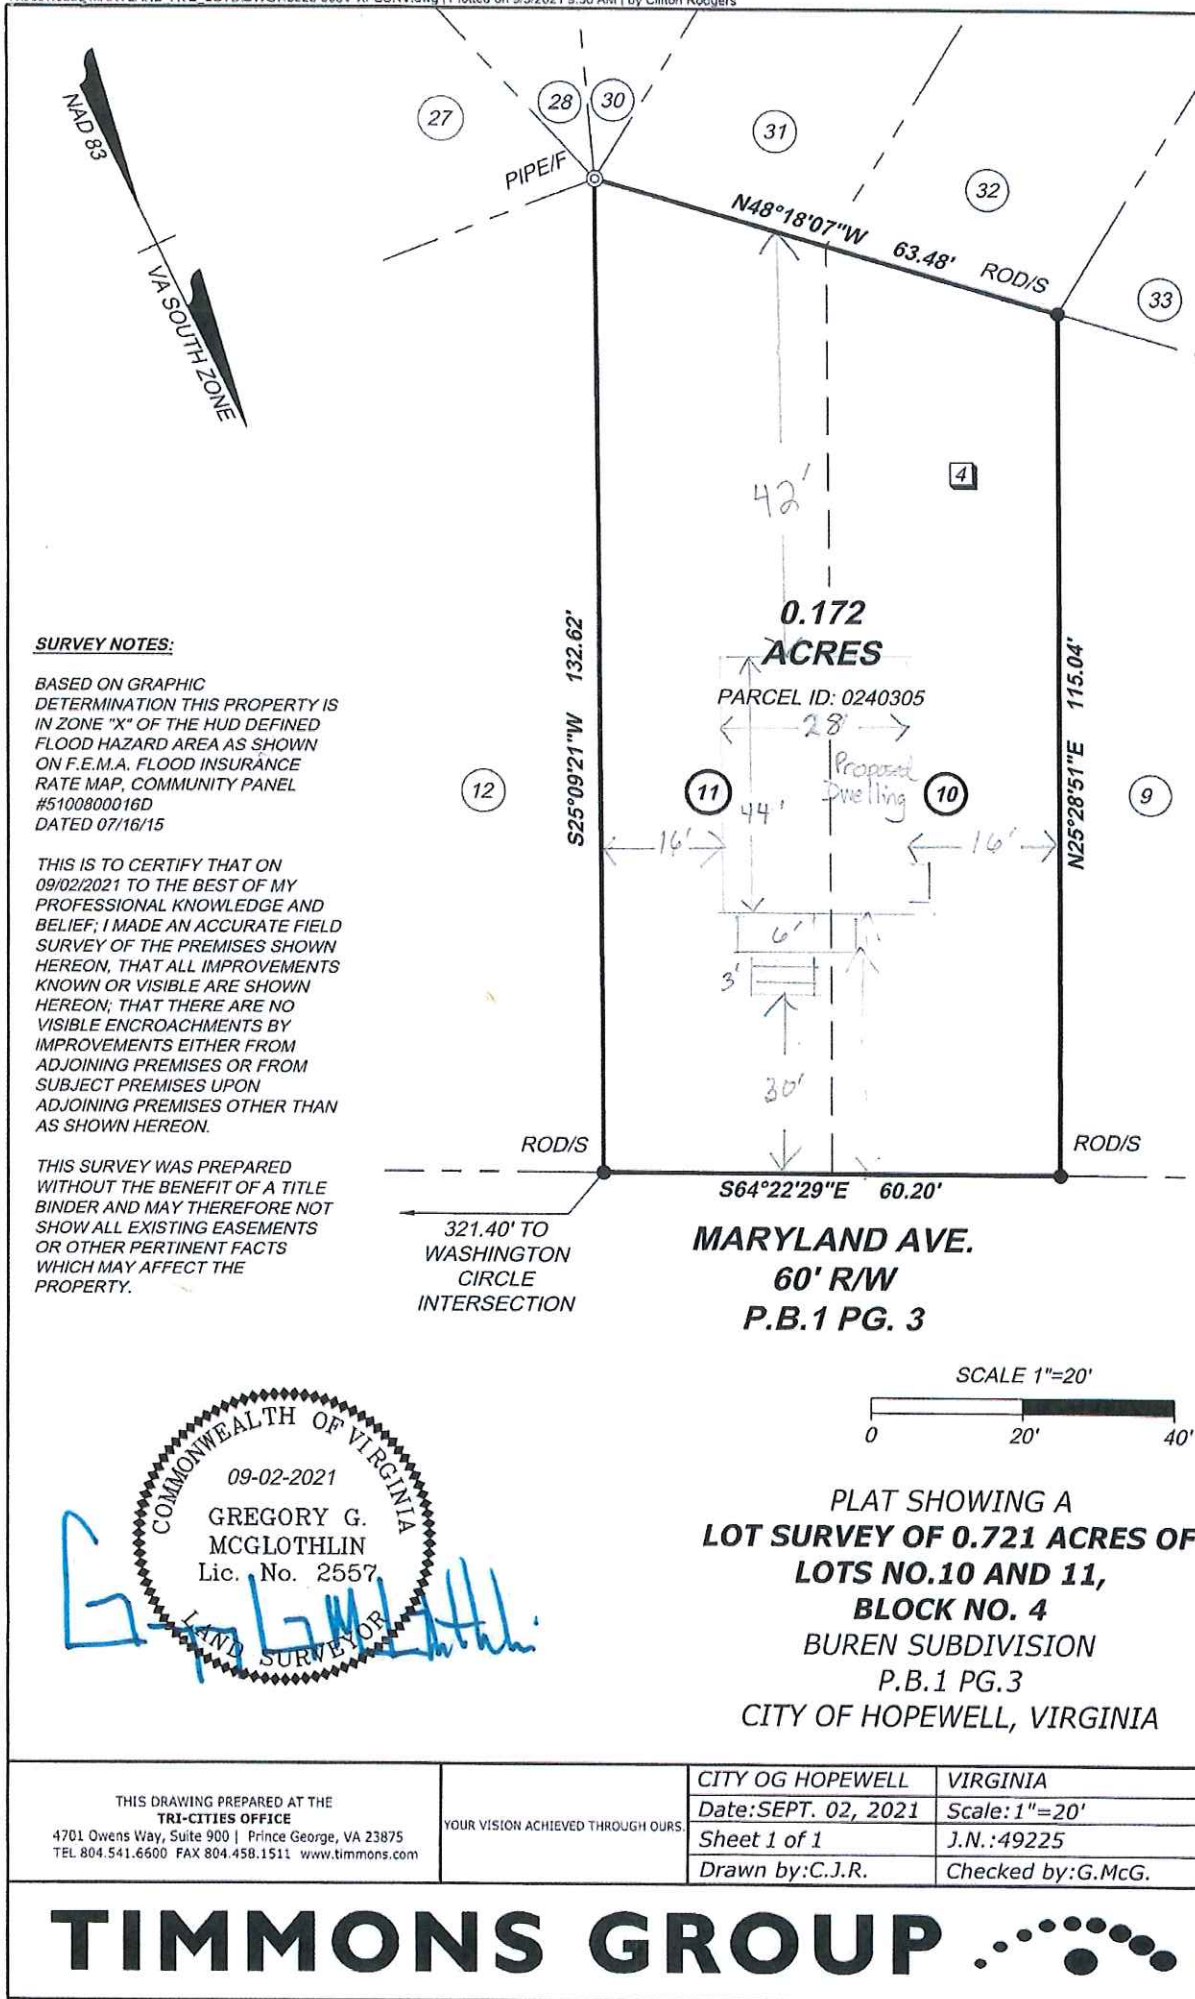 Plotted on 9/3/2021 9:30 AM | by Clinton Rodgers
NAD 83
VA SOUTH ZONE
27
28
30
31
32
33
PIPE/F
N48°18'07"W 63.48'
ROD/S
42'
4
0.172
ACRES
PARCEL ID: 0240305
28'
Proposed
Dwelling
S25°09'21"W 132.62'
N25°28'51"E 115.04'
12
11
10
9
44'
16'
16'
6'
3'
30'
ROD/S
ROD/S
S64°22'29"E 60.20'
321.40' TO
WASHINGTON
CIRCLE
INTERSECTION
MARYLAND AVE.
60' R/W
P.B.1 PG. 3
SURVEY NOTES:
BASED ON GRAPHIC
DETERMINATION THIS PROPERTY IS
IN ZONE "X" OF THE HUD DEFINED
FLOOD HAZARD AREA AS SHOWN
ON F.E.M.A. FLOOD INSURANCE
RATE MAP, COMMUNITY PANEL
#5100800016D
DATED 07/16/15
THIS IS TO CERTIFY THAT ON
09/02/2021 TO THE BEST OF MY
PROFESSIONAL KNOWLEDGE AND
BELIEF; I MADE AN ACCURATE FIELD
SURVEY OF THE PREMISES SHOWN
HEREON, THAT ALL IMPROVEMENTS
KNOWN OR VISIBLE ARE SHOWN
HEREON; THAT THERE ARE NO
VISIBLE ENCROACHMENTS BY
IMPROVEMENTS EITHER FROM
ADJOINING PREMISES OR FROM
SUBJECT PREMISES UPON
ADJOINING PREMISES OTHER THAN
AS SHOWN HEREON.
THIS SURVEY WAS PREPARED
WITHOUT THE BENEFIT OF A TITLE
BINDER AND MAY THEREFORE NOT
SHOW ALL EXISTING EASEMENTS
OR OTHER PERTINENT FACTS
WHICH MAY AFFECT THE
PROPERTY.
SCALE 1"=20'
0 20' 40'
COMMONWEALTH OF VIRGINIA
09-02-2021
GREGORY G.
MCGLOTHLIN
Lic. No. 2557
LAND SURVEYOR
PLAT SHOWING A
LOT SURVEY OF 0.721 ACRES OF
LOTS NO.10 AND 11,
BLOCK NO. 4
BUREN SUBDIVISION
P.B.1 PG.3
CITY OF HOPEWELL, VIRGINIA
THIS DRAWING PREPARED AT THE
TRI-CITIES OFFICE
4701 Owens Way, Suite 900 | Prince George, VA 23875
TEL 804.541.6600 FAX 804.458.1511 www.timmons.com
YOUR VISION ACHIEVED THROUGH OURS.
CITY OG HOPEWELL VIRGINIA
Date:SEPT. 02, 2021 Scale:1"=20'
Sheet 1 of 1 J.N.:49225
Drawn by:C.J.R. Checked by:G.McG.
TIMMONS GROUP